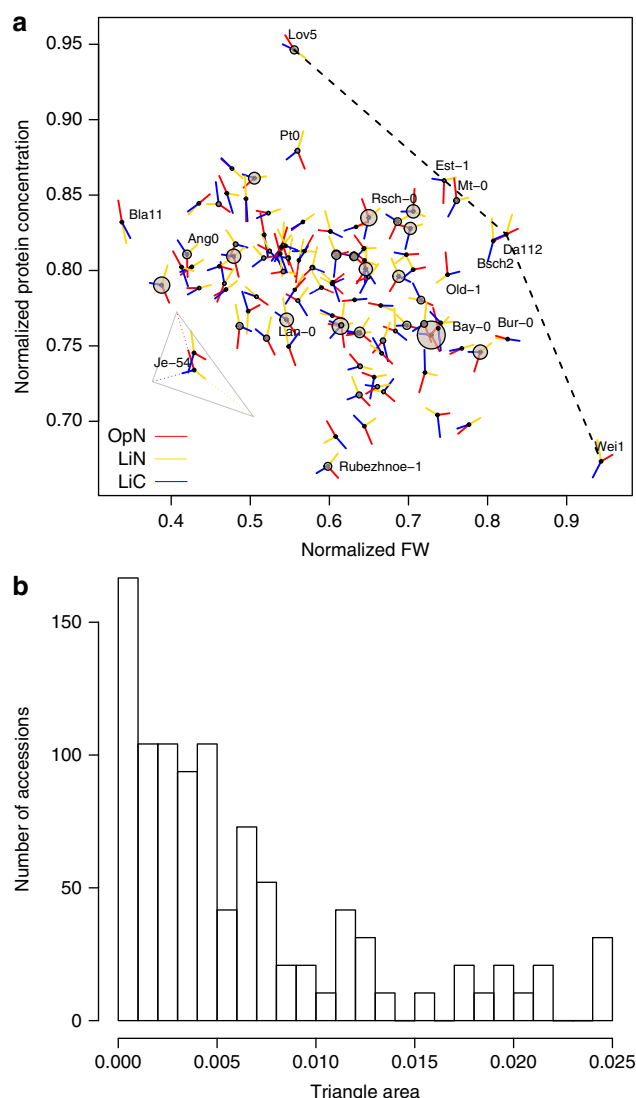 a
Normalized protein concentration
0.95
0.90
0.85
0.80
0.75
0.70
Lov5
Pt0
Est−1
Rsch−0
Mt−0
Bla11
Ang0
Da112
Bsch2
Old−1
Lan−0
Bay−0
Bur−0
Je−54
OpN
LiN
LiC
Wei1
Rubezhnoe−1
0.4 0.5 0.6 0.7 0.8 0.9
Normalized FW
b
Number of accessions
150
100
50
0
0.000 0.005 0.010 0.015 0.020 0.025
Triangle area